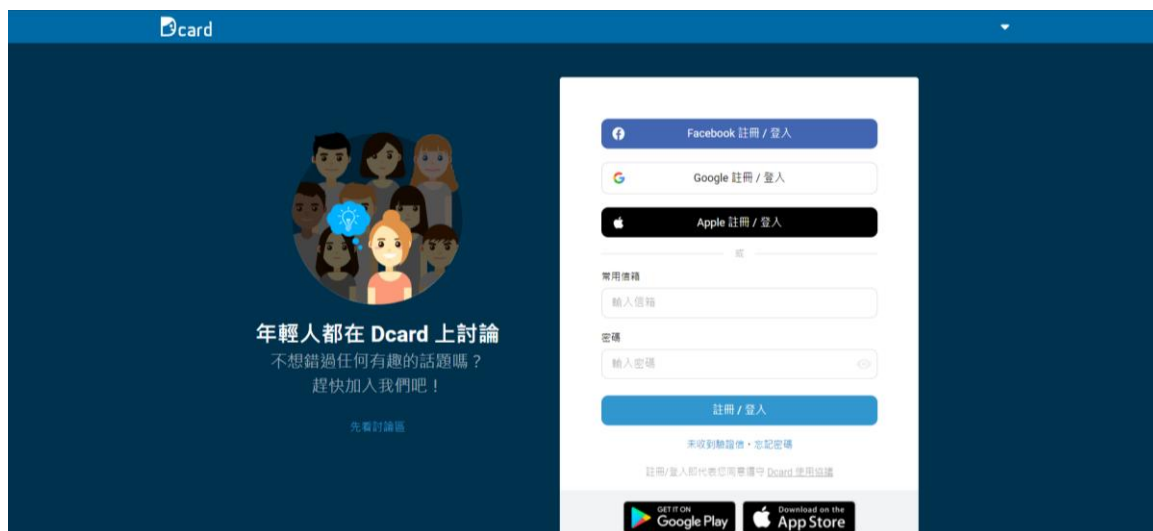 Dcard
年輕人都在 Dcard 上討論
不想錯過任何有趣的話題嗎？
趕快加入我們吧！
先看討論區
Facebook 註冊 / 登入
Google 註冊 / 登入
Apple 註冊 / 登入
或
常用信箱
輸入信箱
密碼
輸入密碼
註冊 / 登入
未收到驗證信・忘記密碼
註冊/登入即代表您同意遵守 Dcard 使用協議
GET IT ON
Google Play
Download on the
App Store